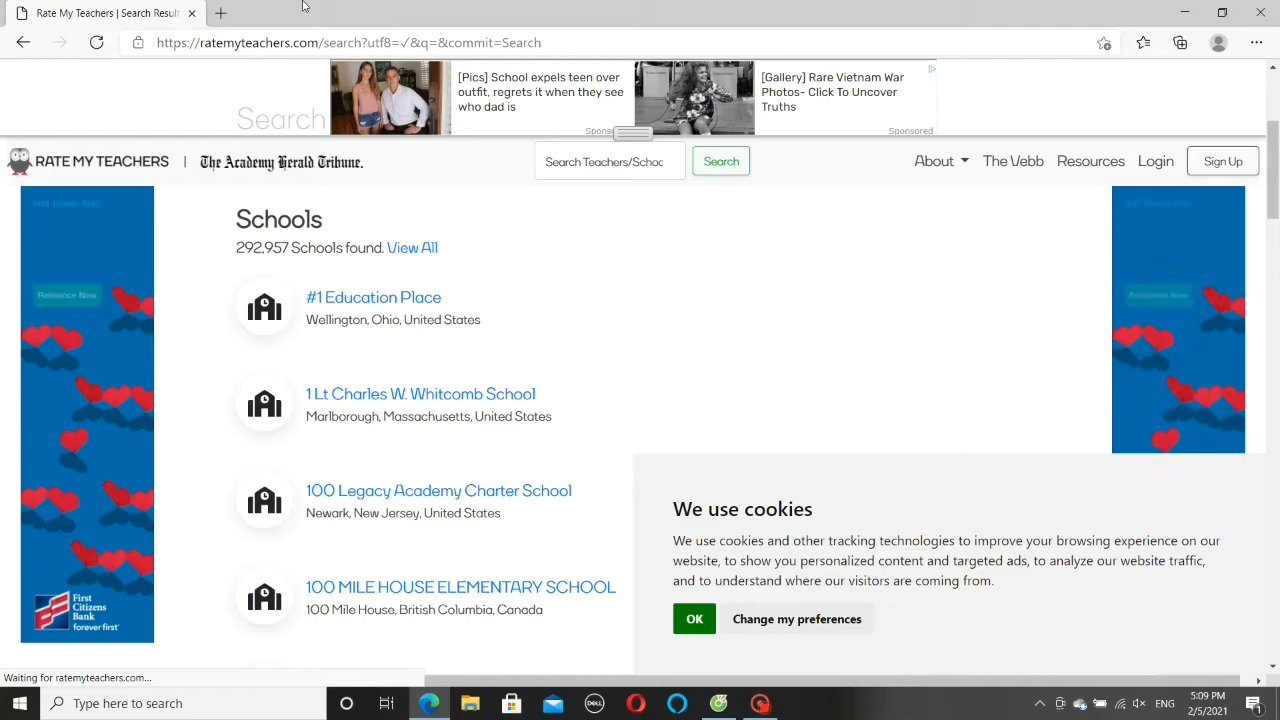 Rate My Teachers | Search Result
https://ratemyteachers.com/search?utf8=✓&q=&commit=Search
Search
[Pics] School expels teen over
outfit, regrets it when they see
who dad is
Spons
[Gallery] Rare Vietnam War
Photos- Click To Uncover
Truths
Sponsored
RATE MY TEACHERS | The Academy Herald Tribune.
Search Teachers/Schoo
Search
About
The Vebb
Resources
Login
Sign Up
Schools
292,957 Schools found. View All
#1 Education Place
Wellington, Ohio, United States
1 Lt Charles W. Whitcomb School
Marlborough, Massachusetts, United States
100 Legacy Academy Charter School
Newark, New Jersey, United States
100 MILE HOUSE ELEMENTARY SCHOOL
100 Mile House, British Columbia, Canada
First
Citizens
Bank
forever first
We use cookies
We use cookies and other tracking technologies to improve your browsing experience on our
website, to show you personalized content and targeted ads, to analyze our website traffic,
and to understand where our visitors are coming from.
OK
Change my preferences
Waiting for ratemyteachers.com...
Type here to search
DELL
ENG
5:09 PM
2/5/2021
1